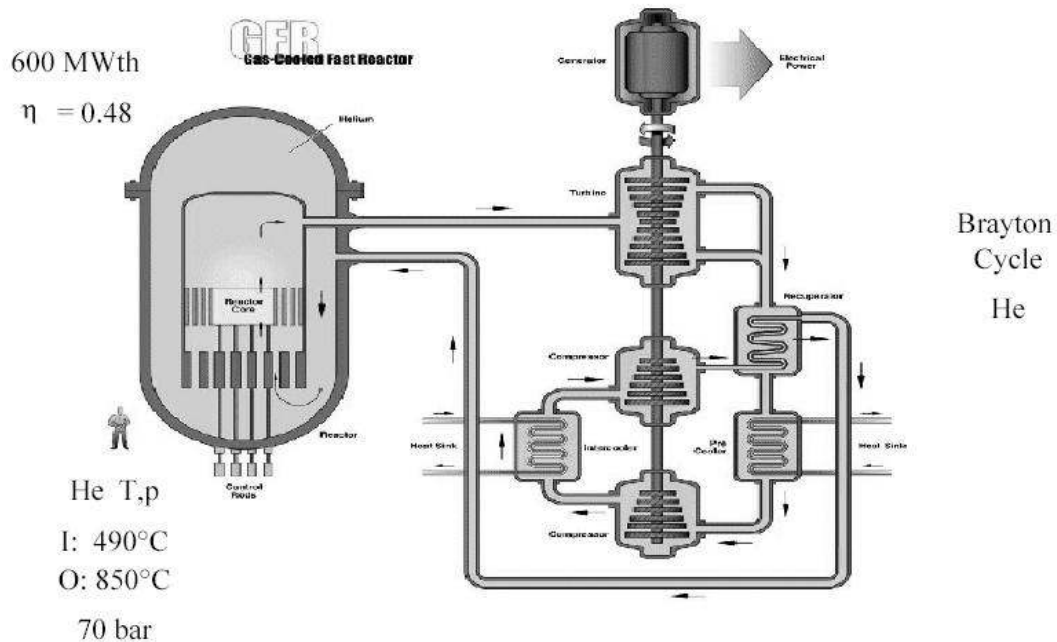 GFR
Gas-Cooled Fast Reactor
600 MWth
η = 0.48
Helium
Generator
Electrical
Power
Turbine
Brayton
Cycle
He
Recuperator
Reactor
Core
Compressor
Heat Sink
Intercooler
Pre
Cooler
Heat Sink
Reactor
Control
Rods
Compressor
He T,p
I: 490°C
O: 850°C
70 bar